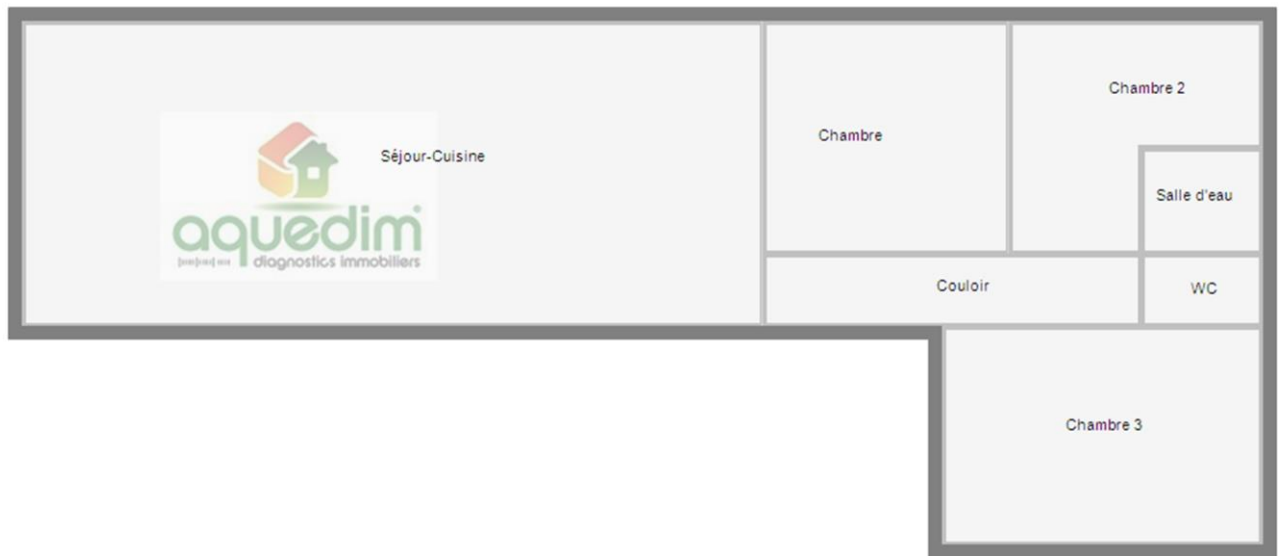 Chambre 2
Chambre
Séjour-Cuisine
Salle d'eau
aquedim
diagnostics immobiliers
Couloir
WC
Chambre 3